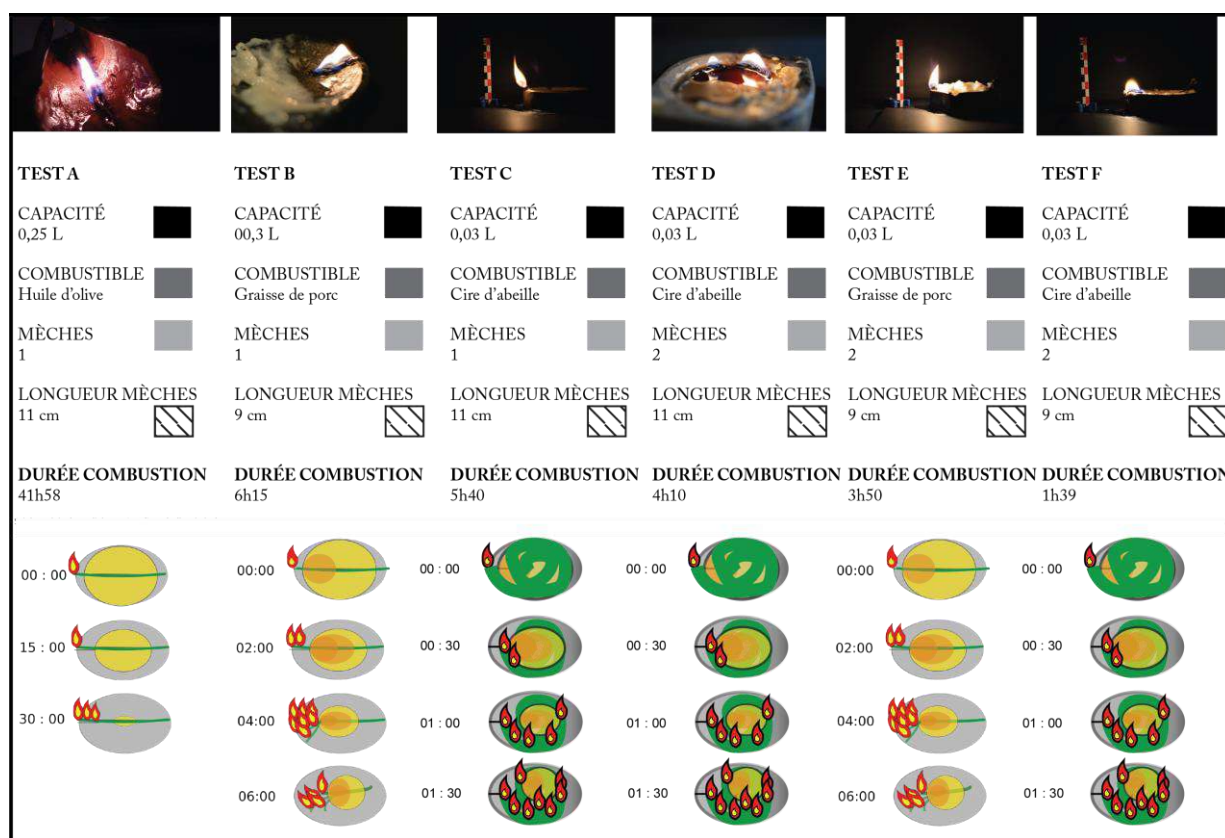 TEST A
CAPACITÉ
0,25 L
COMBUSTIBLE
Huile d'olive
MÈCHES
1
LONGUEUR MÈCHES
11 cm
DURÉE COMBUSTION
41h58
00 : 00
15 : 00
30 : 00
TEST B
CAPACITÉ
00,3 L
COMBUSTIBLE
Graisse de porc
MÈCHES
1
LONGUEUR MÈCHES
9 cm
DURÉE COMBUSTION
6h15
00:00
02:00
04:00
06:00
TEST C
CAPACITÉ
0,03 L
COMBUSTIBLE
Cire d'abeille
MÈCHES
1
LONGUEUR MÈCHES
11 cm
DURÉE COMBUSTION
5h40
00 : 00
00 : 30
01 : 00
01 : 30
TEST D
CAPACITÉ
0,03 L
COMBUSTIBLE
Cire d'abeille
MÈCHES
2
LONGUEUR MÈCHES
11 cm
DURÉE COMBUSTION
4h10
00 : 00
00 : 30
01 : 00
01 : 30
TEST E
CAPACITÉ
0,03 L
COMBUSTIBLE
Graisse de porc
MÈCHES
2
LONGUEUR MÈCHES
9 cm
DURÉE COMBUSTION
3h50
00:00
02:00
04:00
06:00
TEST F
CAPACITÉ
0,03 L
COMBUSTIBLE
Cire d'abeille
MÈCHES
2
LONGUEUR MÈCHES
9 cm
DURÉE COMBUSTION
1h39
00 : 00
00 : 30
01 : 00
01 : 30